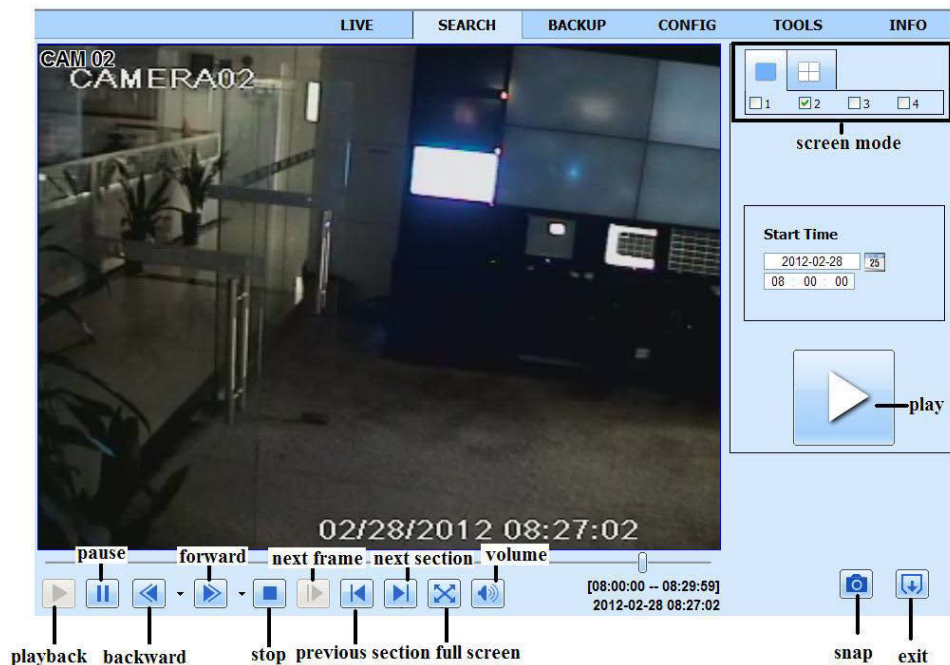 LIVE SEARCH BACKUP CONFIG TOOLS INFO
CAM 02
CAMERA02
1 2 3 4
screen mode
Start Time
2012-02-28 25
08 : 00 : 00
play
02/28/2012 08:27:02
pause forward next frame next section volume
[08:00:00 -- 08:29:59]
2012-02-28 08:27:02
playback backward stop previous section full screen snap exit